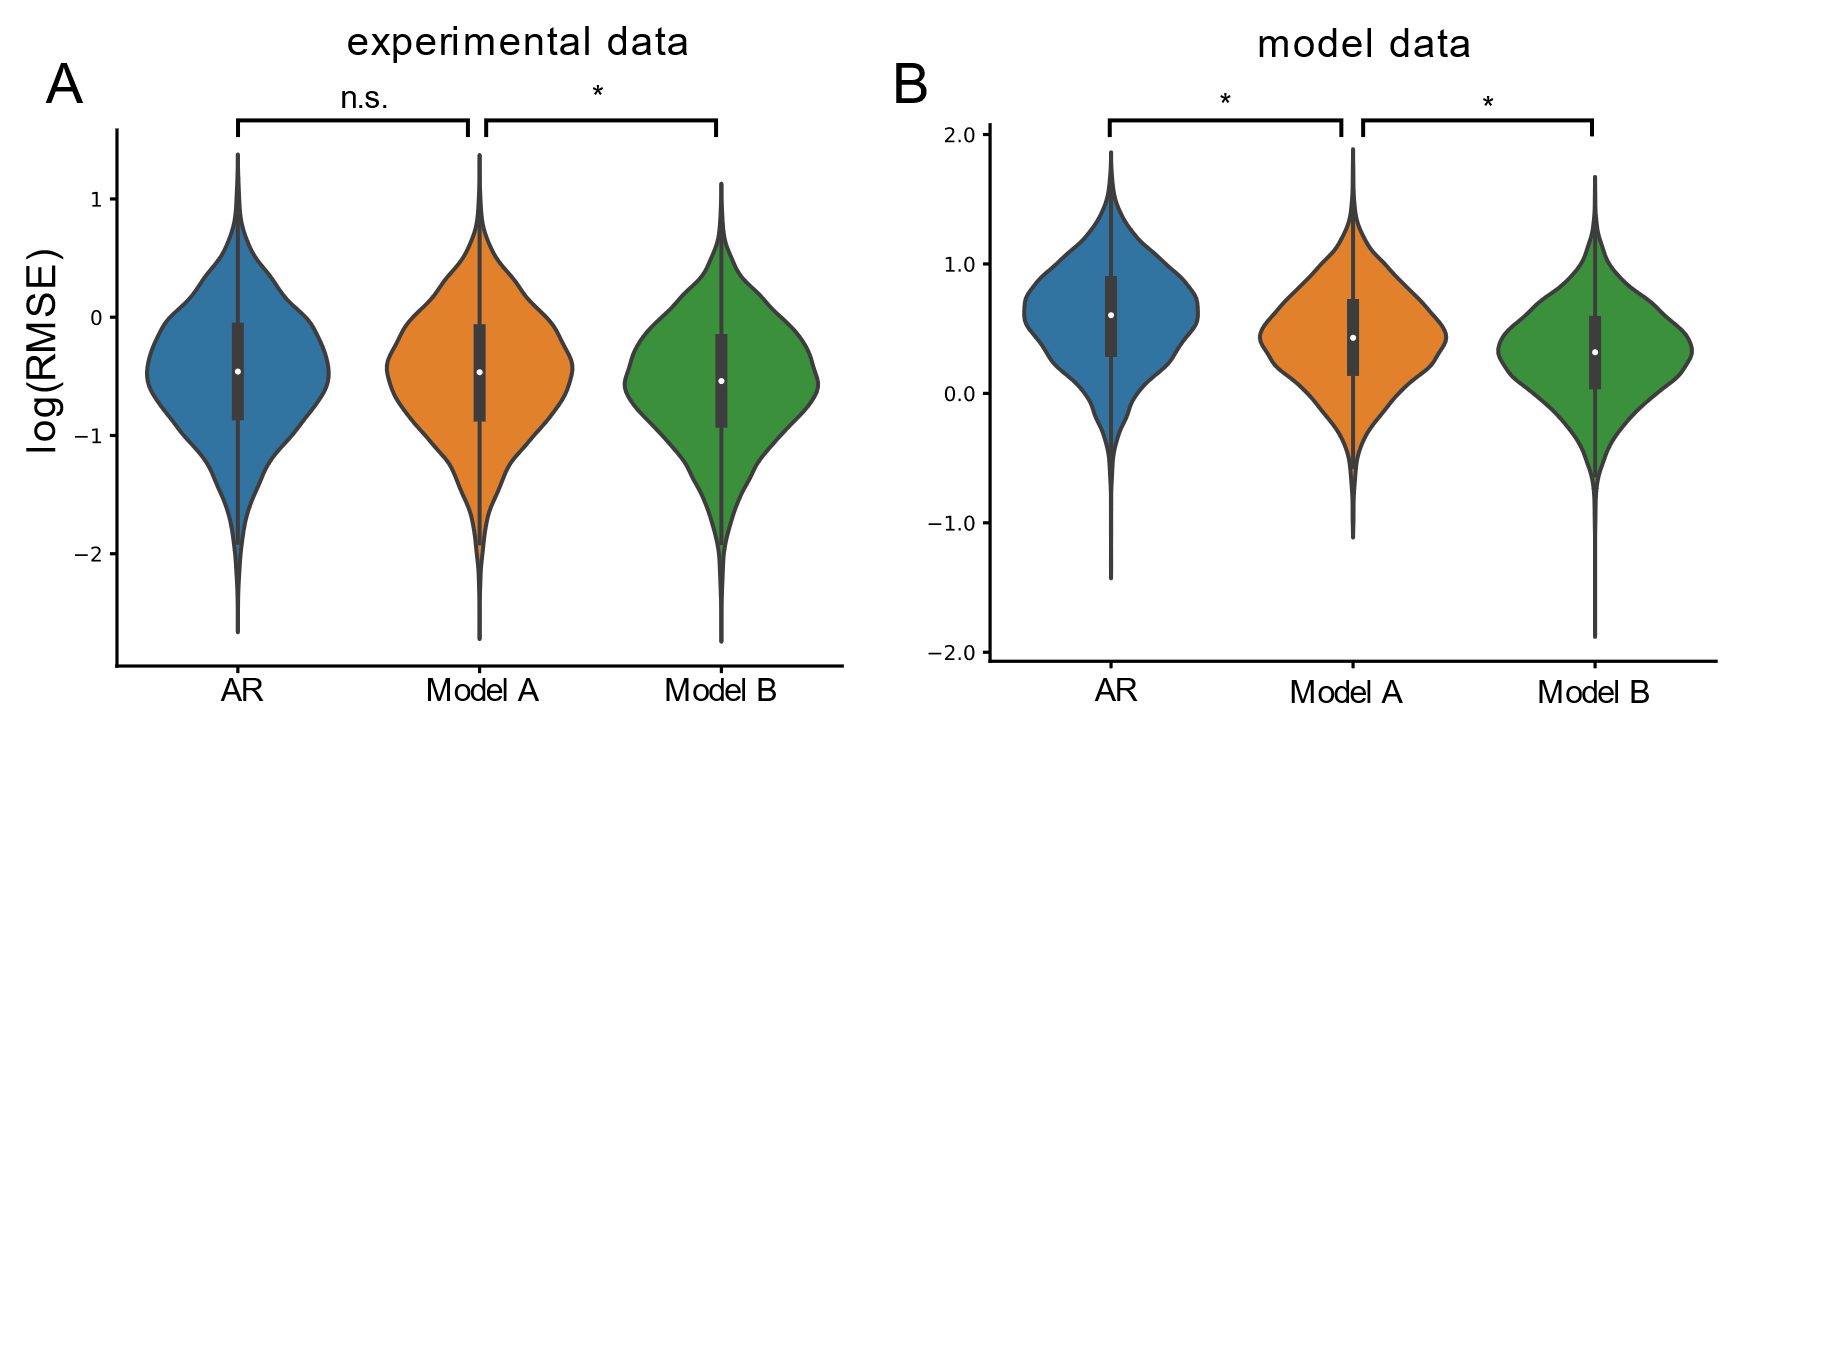 experimental data
A
n.s.
*
log(RMSE)
1
0
−1
−2
AR
Model A
Model B
model data
B
*
*
2.0
1.0
0.0
−1.0
−2.0
AR
Model A
Model B